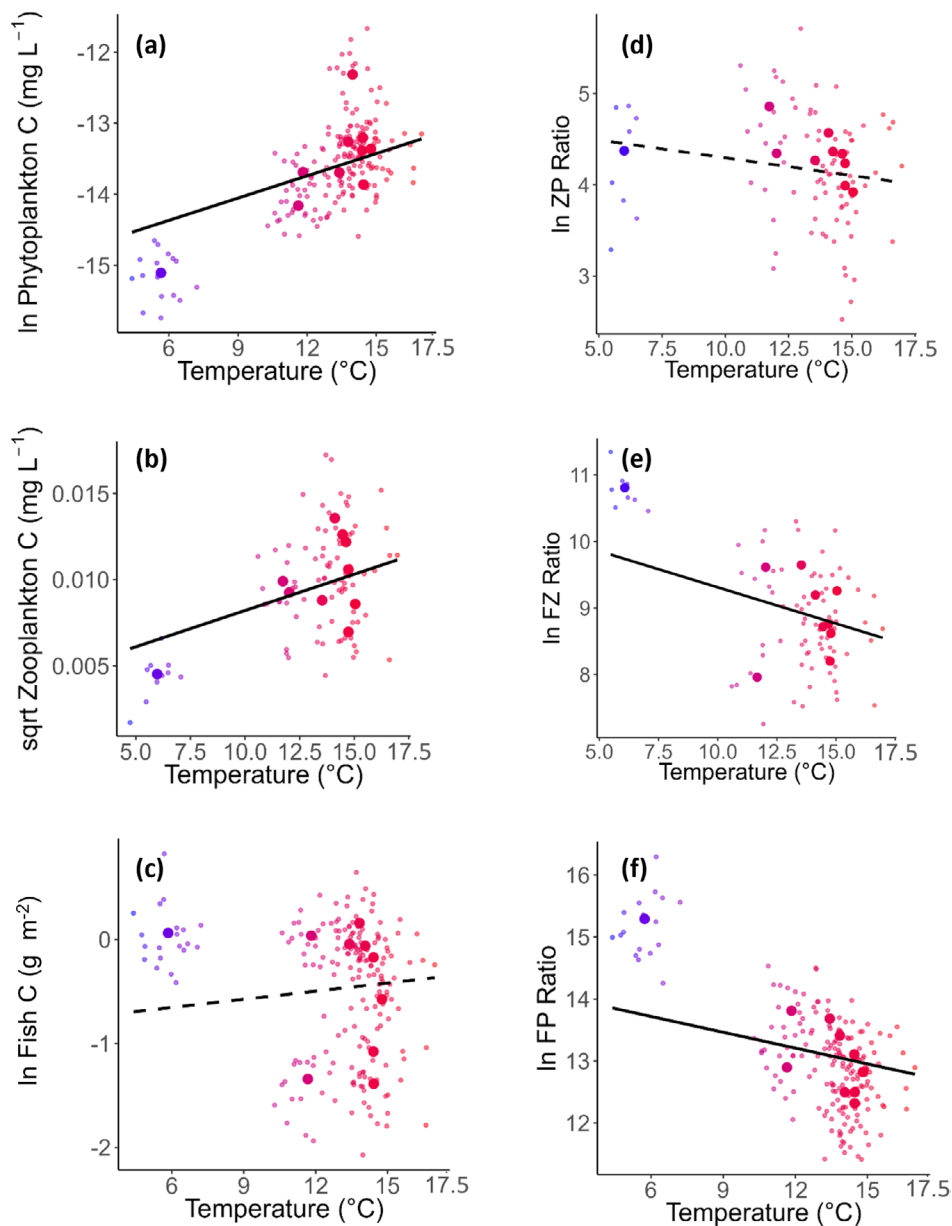 (a)
ln Phytoplankton C (mg L⁻¹)
-12
-13
-14
-15
6 9 12 15 17.5
Temperature (°C)
(d)
ln ZP Ratio
5
4
3
5.0 7.5 10.0 12.5 15.0 17.5
Temperature (°C)
(b)
sqrt Zooplankton C (mg L⁻¹)
0.015
0.010
0.005
5.0 7.5 10.0 12.5 15.0 17.5
Temperature (°C)
(e)
ln FZ Ratio
11
10
9
8
5.0 7.5 10.0 12.5 15.0 17.5
Temperature (°C)
(c)
ln Fish C (g m⁻²)
0
-1
-2
6 9 12 15 17.5
Temperature (°C)
(f)
ln FP Ratio
16
15
14
13
12
6 9 12 15 17.5
Temperature (°C)